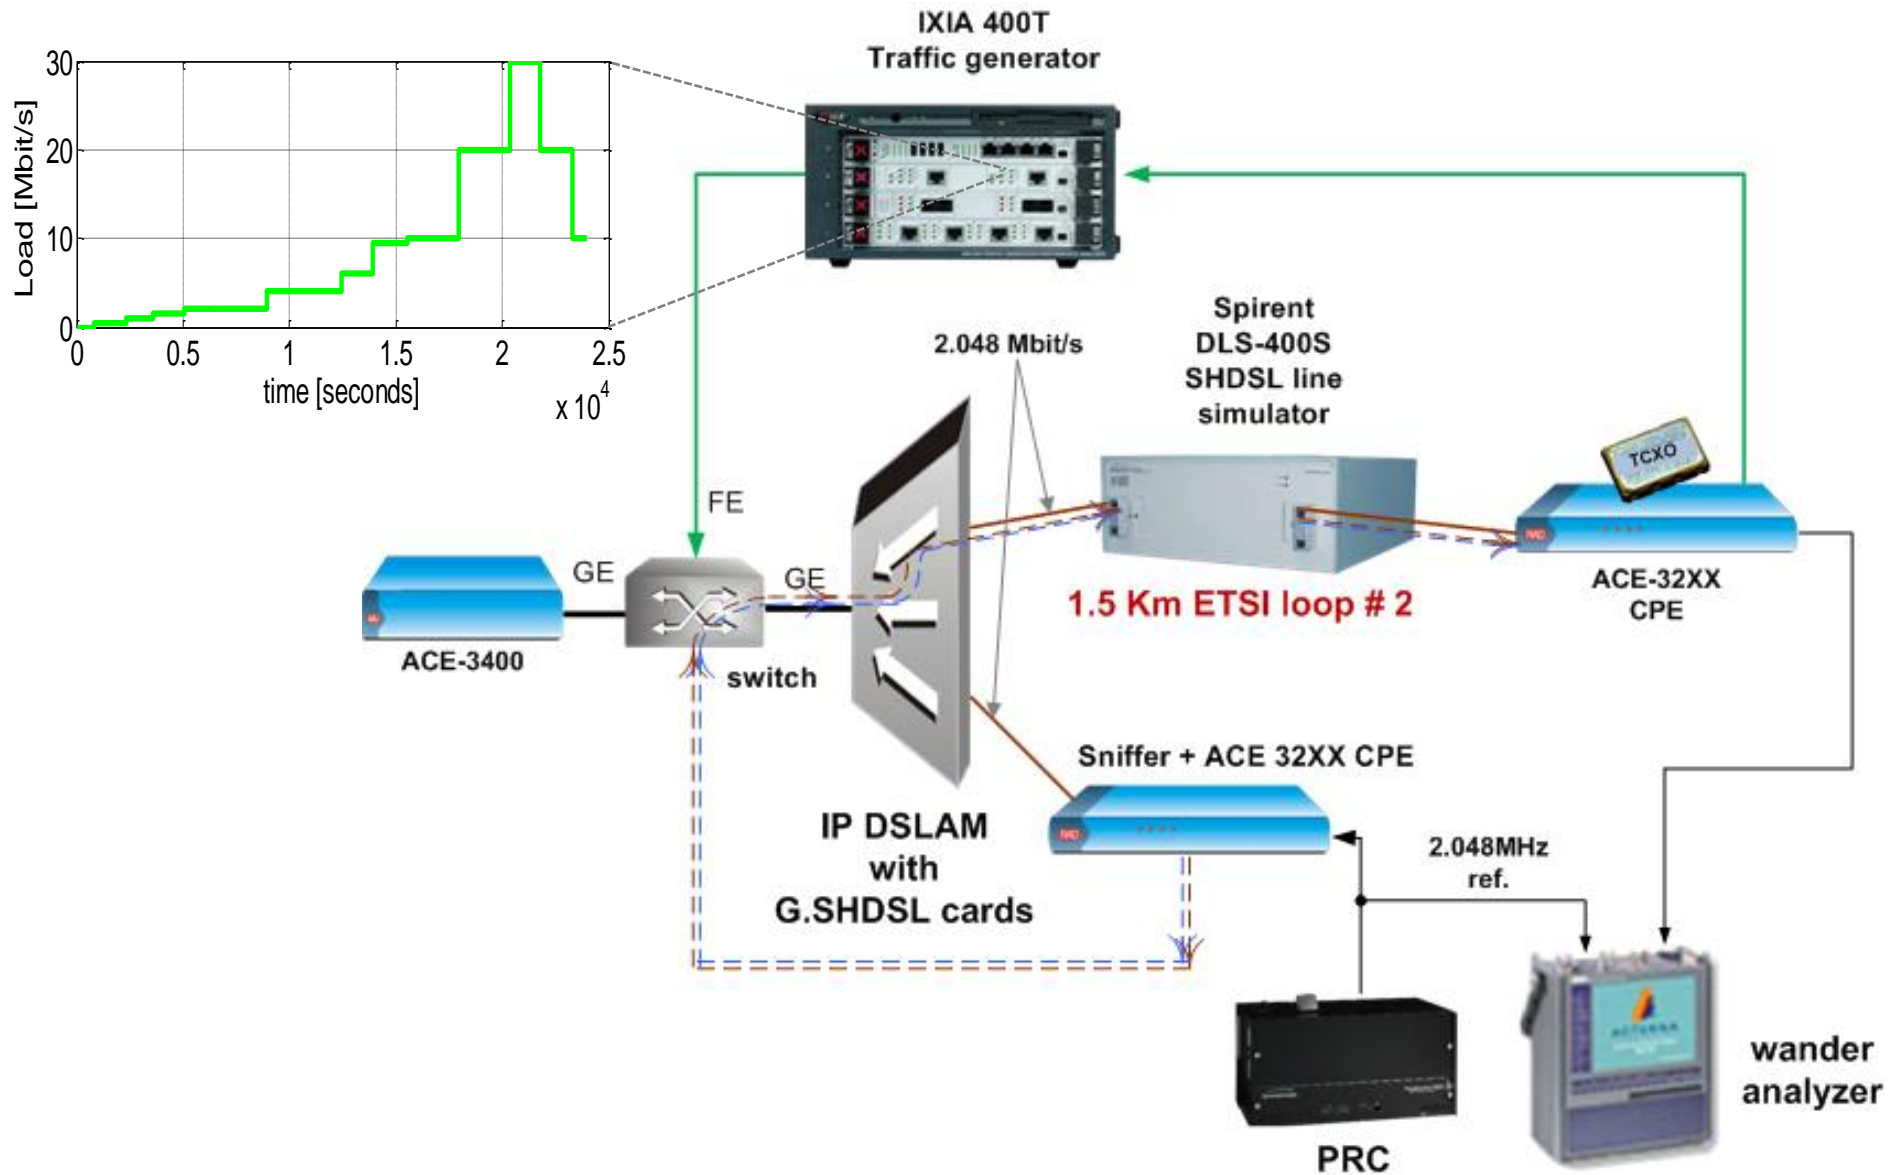 IXIA 400T
Traffic generator
30
20
10
0
Load [Mbit/s]
0
0.5
1
1.5
2
2.5
time [seconds]
x 10
4
2.048 Mbit/s
Spirent
DLS-400S
SHDSL line
simulator
TCXO
FE
GE
GE
ACE-3400
switch
1.5 Km ETSI loop # 2
RAD
ACE-32XX
CPE
Sniffer + ACE 32XX CPE
RAD
IP DSLAM
with
G.SHDSL cards
2.048MHz
ref.
ACTERNA
wander
analyzer
PRC